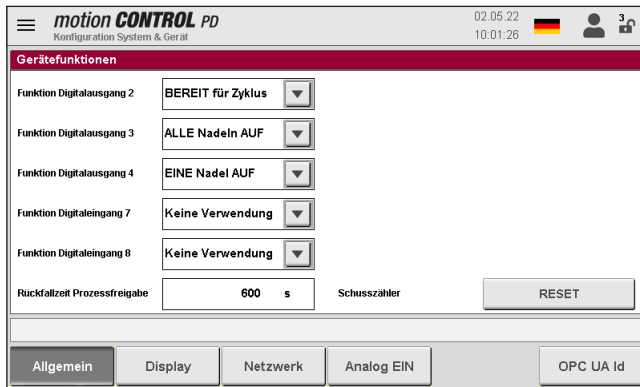 motion CONTROL PD
Konfiguration System & Gerät
02.05.22
10:01:26
3
Gerätefunktionen
Funktion Digitalausgang 2 BEREIT für Zyklus
Funktion Digitalausgang 3 ALLE Nadeln AUF
Funktion Digitalausgang 4 EINE Nadel AUF
Funktion Digitaleingang 7 Keine Verwendung
Funktion Digitaleingang 8 Keine Verwendung
Rückfallzeit Prozessfreigabe 600 s Schusszähler RESET
Allgemein Display Netzwerk Analog EIN OPC UA Id